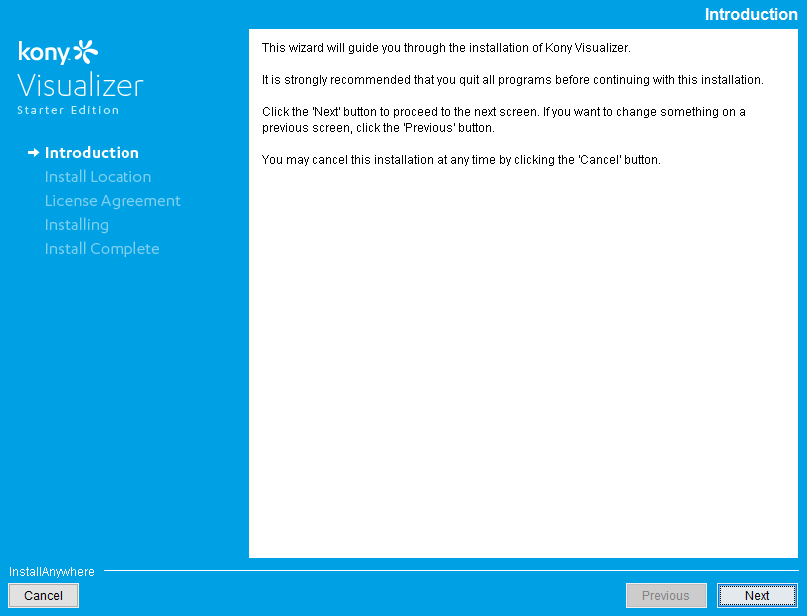 Introduction
kony
Visualizer
Starter Edition
Introduction
Install Location
License Agreement
Installing
Install Complete
This wizard will guide you through the installation of Kony Visualizer.
It is strongly recommended that you quit all programs before continuing with this installation.
Click the 'Next' button to proceed to the next screen. If you want to change something on a
previous screen, click the 'Previous' button.
You may cancel this installation at any time by clicking the 'Cancel' button.
InstallAnywhere
Cancel
Previous
Next